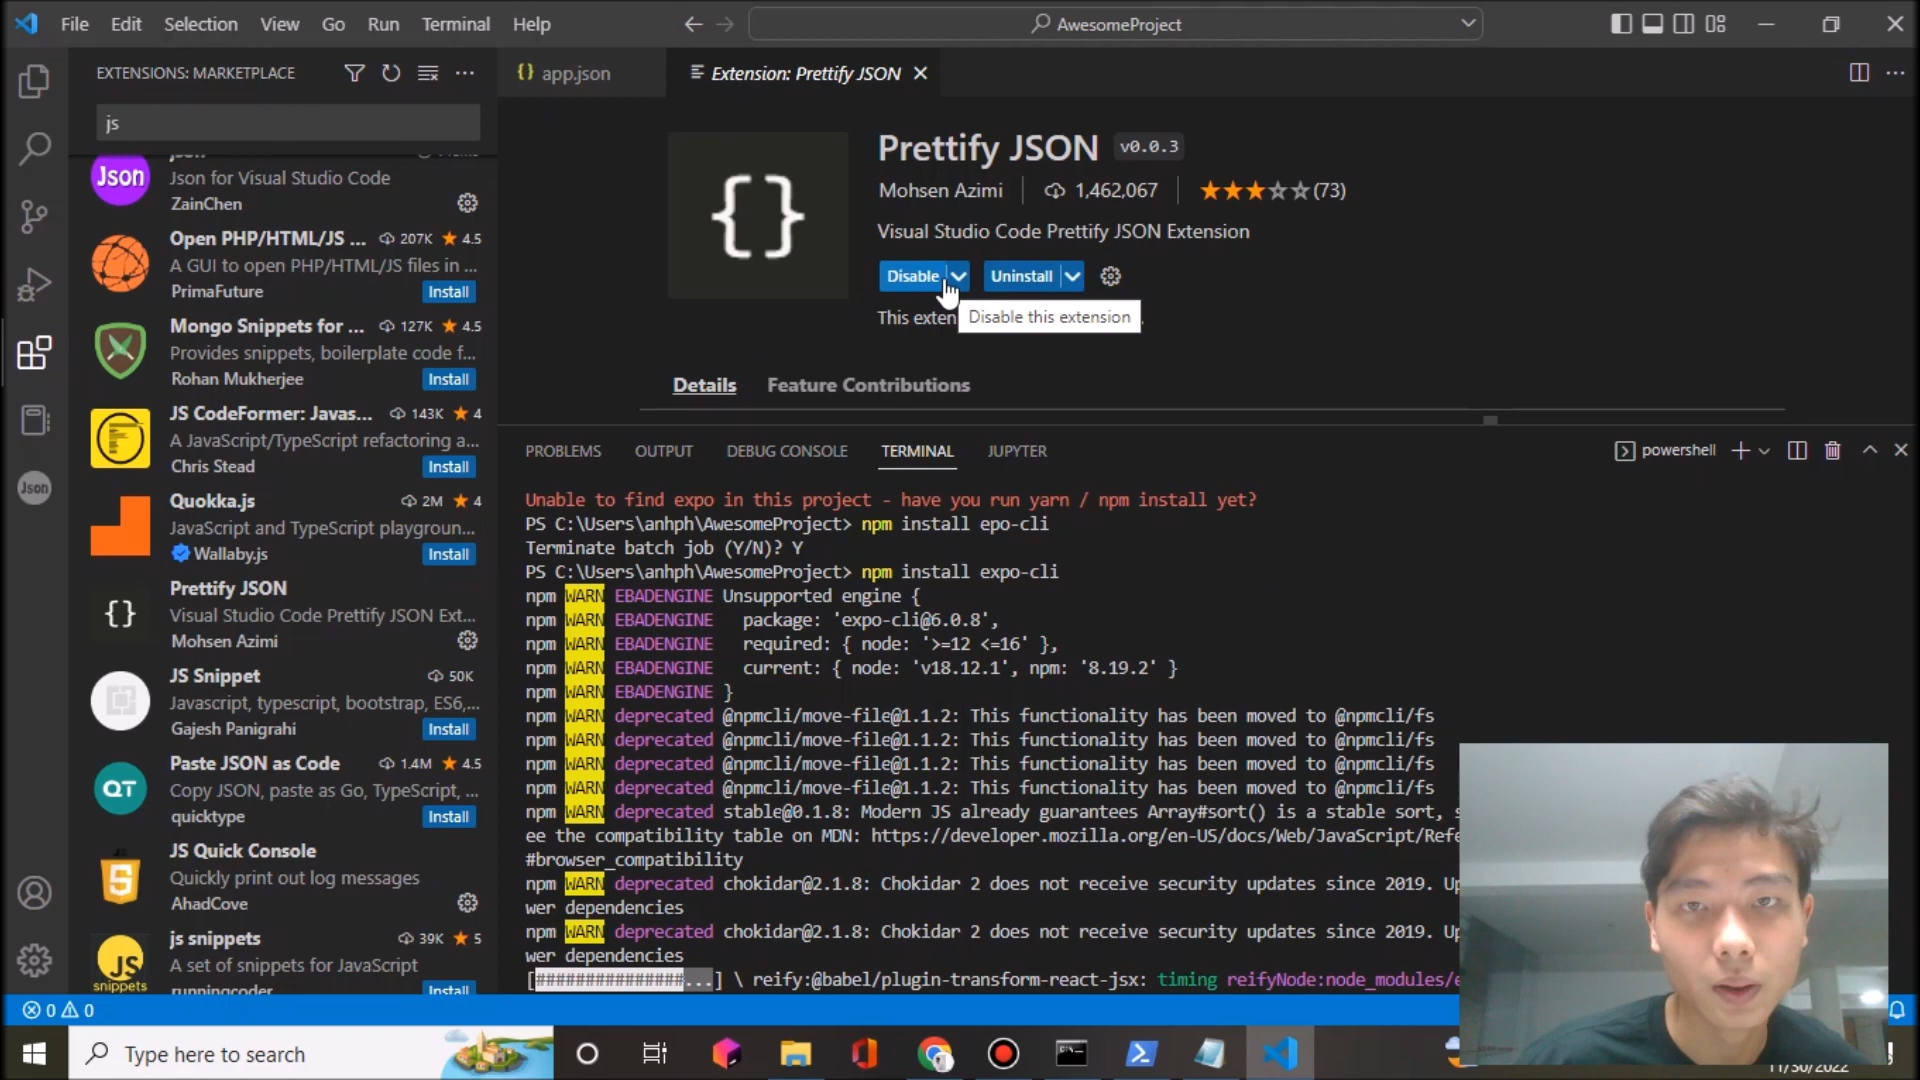 File Edit Selection View Go Run Terminal Help
AwesomeProject
EXTENSIONS: MARKETPLACE
js
Json
Json for Visual Studio Code
ZainChen
Open PHP/HTML/JS ... 207K 4.5
A GUI to open PHP/HTML/JS files in ...
PrimaFuture Install
Mongo Snippets for ... 127K 4.5
Provides snippets, boilerplate code f...
Rohan Mukherjee Install
JS CodeFormer: Javas... 143K 4
A JavaScript/TypeScript refactoring a...
Chris Stead Install
Quokka.js 2M 4
JavaScript and TypeScript playgroun...
Wallaby.js Install
Prettify JSON
{}
Visual Studio Code Prettify JSON Ext...
Mohsen Azimi
JS Snippet 50K
Javascript, typescript, bootstrap, ES6,...
Gajesh Panigrahi Install
Paste JSON as Code 1.4M 4.5
QT
Copy JSON, paste as Go, TypeScript, ...
quicktype Install
JS Quick Console
5
Quickly print out log messages
AhadCove
js snippets 39K 5
JS
snippets
A set of snippets for JavaScript
runningcoder Install
Json
{} app.json
Extension: Prettify JSON
{}
Prettify JSON v0.0.3
Mohsen Azimi 1,462,067 (73)
Visual Studio Code Prettify JSON Extension
Disable Uninstall
This exten
Disable this extension
Details Feature Contributions
PROBLEMS OUTPUT DEBUG CONSOLE TERMINAL JUPYTER
powershell
Unable to find expo in this project - have you run yarn / npm install yet?
PS C:\Users\anhph\AwesomeProject> npm install epo-cli
Terminate batch job (Y/N)? Y
PS C:\Users\anhph\AwesomeProject> npm install expo-cli
npm WARN EBADENGINE Unsupported engine {
npm WARN EBADENGINE   package: 'expo-cli@6.0.8',
npm WARN EBADENGINE   required: { node: '>=12 <=16' },
npm WARN EBADENGINE   current: { node: 'v18.12.1', npm: '8.19.2' }
npm WARN EBADENGINE }
npm WARN deprecated @npmcli/move-file@1.1.2: This functionality has been moved to @npmcli/fs
npm WARN deprecated @npmcli/move-file@1.1.2: This functionality has been moved to @npmcli/fs
npm WARN deprecated @npmcli/move-file@1.1.2: This functionality has been moved to @npmcli/fs
npm WARN deprecated @npmcli/move-file@1.1.2: This functionality has been moved to @npmcli/fs
npm WARN deprecated stable@0.1.8: Modern JS already guarantees Array#sort() is a stable sort, s
ee the compatibility table on MDN: https://developer.mozilla.org/en-US/docs/Web/JavaScript/Refe
#browser_compatibility
npm WARN deprecated chokidar@2.1.8: Chokidar 2 does not receive security updates since 2019. Up
wer dependencies
npm WARN deprecated chokidar@2.1.8: Chokidar 2 does not receive security updates since 2019. Up
wer dependencies
[###############...] \ reify:@babel/plugin-transform-react-jsx: timing reifyNode:node_modules/e
0 0
Type here to search
11/30/2022